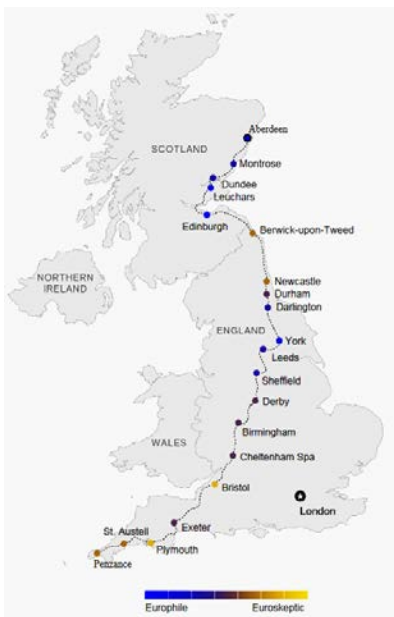 Aberdeen
SCOTLAND
Montrose
Dundee
Leuchars
Edinburgh
Berwick-upon-Tweed
NORTHERN
IRELAND
Newcastle
Durham
Darlington
ENGLAND
York
Leeds
Sheffield
Derby
Birmingham
WALES
Cheltenham Spa
Bristol
London
Exeter
St. Austell
Plymouth
Penzance
Europhile
Euroskeptic